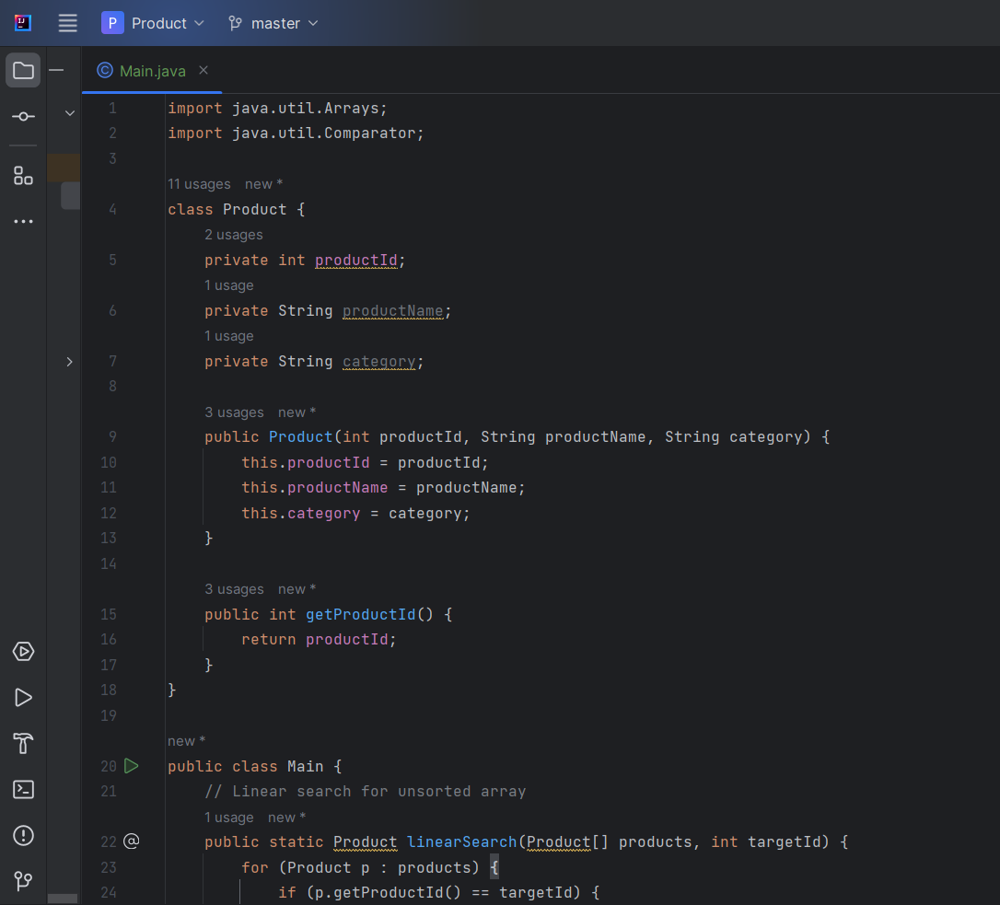 IJ
P Product master
Main.java
1 import java.util.Arrays;
2 import java.util.Comparator;
3
11 usages new *
4 class Product {
2 usages
5 private int productId;
1 usage
6 private String productName;
1 usage
7 private String category;
8
3 usages new *
9 public Product(int productId, String productName, String category) {
10 this.productId = productId;
11 this.productName = productName;
12 this.category = category;
13 }
14
3 usages new *
15 public int getProductId() {
16 return productId;
17 }
18 }
19
new *
20 public class Main {
21 // Linear search for unsorted array
1 usage new *
22 @ public static Product linearSearch(Product[] products, int targetId) {
23 for (Product p : products) {
24 if (p.getProductId() == targetId) {